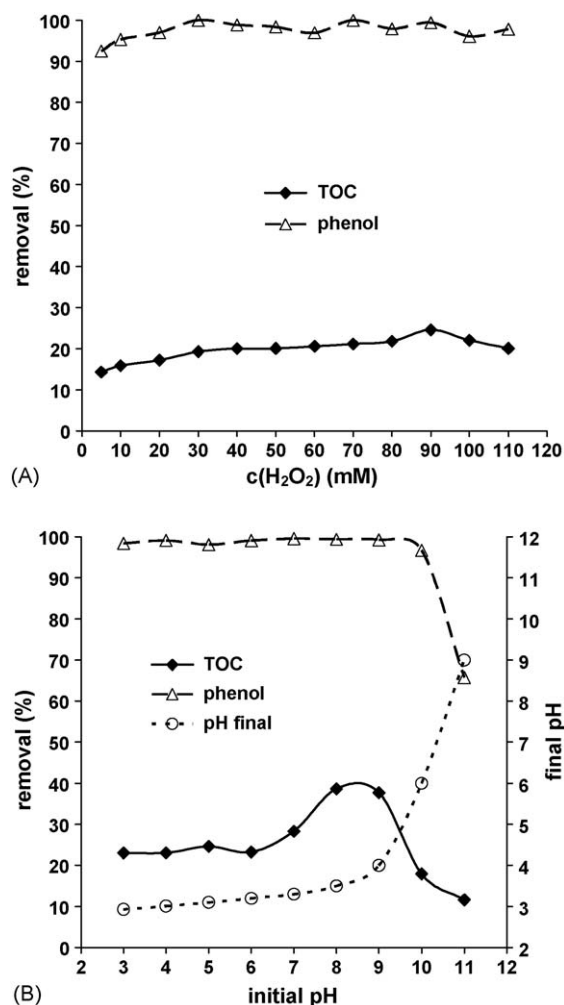 100
90
80
70
60
50
40
30
20
10
0
removal (%)
TOC
phenol
0 10 20 30 40 50 60 70 80 90 100 110 120
c(H₂O₂) (mM)
(A)
100
90
80
70
60
50
40
30
20
10
0
removal (%)
TOC
phenol
pH final
12
11
10
9
8
7
6
5
4
3
2
final pH
2 3 4 5 6 7 8 9 10 11 12
initial pH
(B)